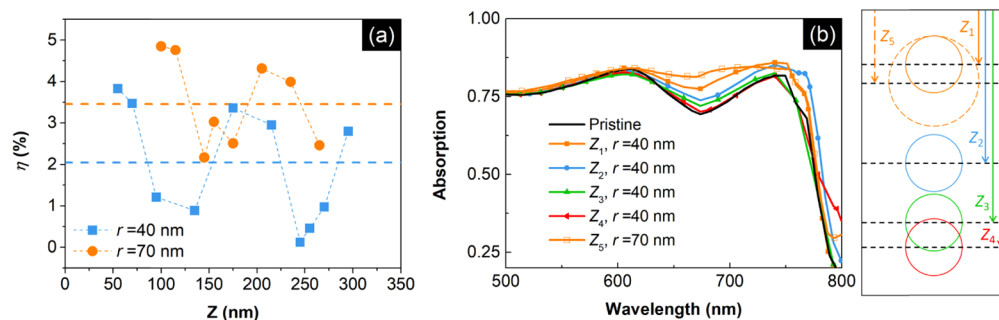 (a)
6
5
4
3
2
1
0
η (%)
r =40 nm
r =70 nm
0 50 100 150 200 250 300 350
Z (nm)
(b)
1.00
0.75
0.50
0.25
Absorption
Pristine
Z₁, r =40 nm
Z₂, r =40 nm
Z₃, r =40 nm
Z₄, r =40 nm
Z₅, r =70 nm
500 600 700 800
Wavelength (nm)
Z₅
Z₁
Z₂
Z₃
Z₄